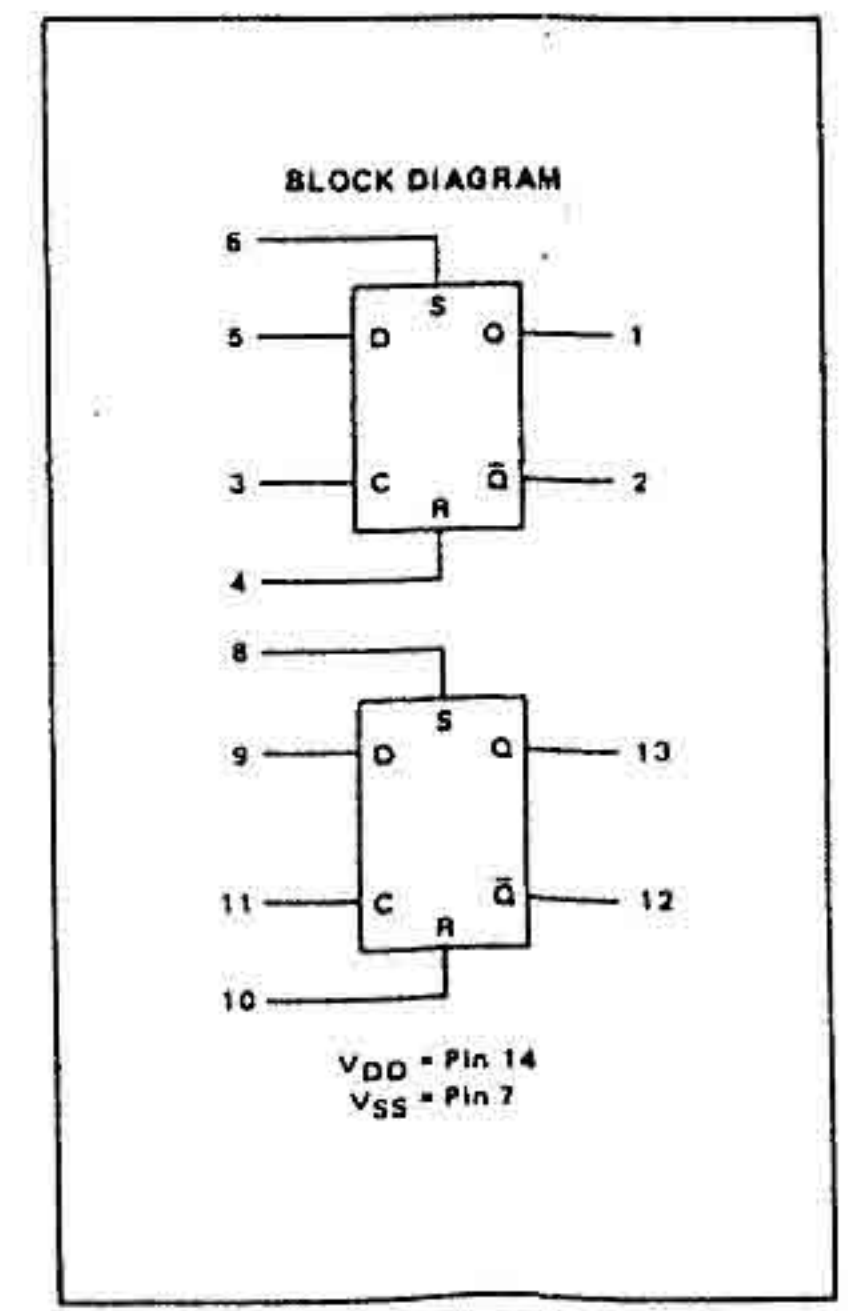 BLOCK DIAGRAM
6
S
5 D Q 1
3 C Q̅ 2
R
4
8
S
9 D Q 13
11 C Q̅ 12
R
10
VDD = Pin 14
VSS = Pin 7